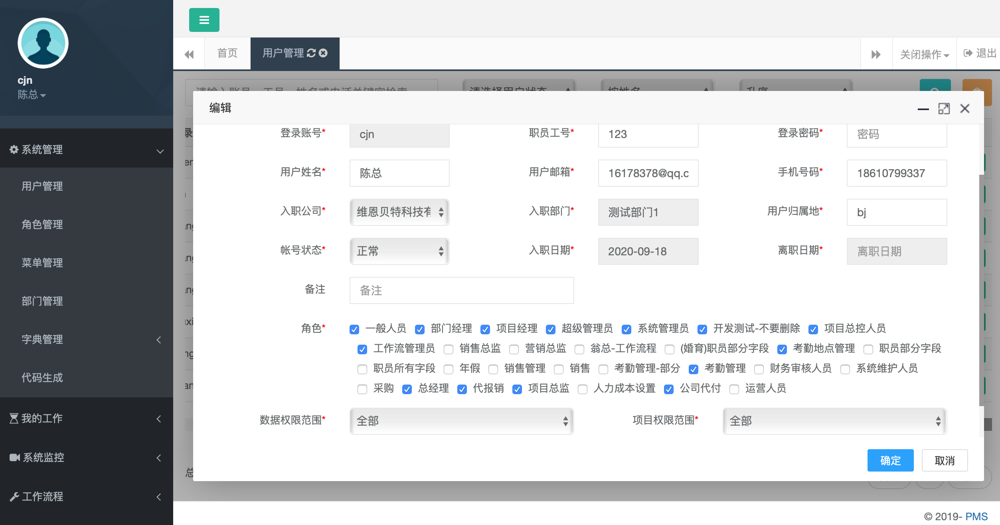 cjn
陈总
系统管理
用户管理
角色管理
菜单管理
部门管理
字典管理
代码生成
我的工作
系统监控
工作流程
首页
用户管理
关闭操作
退出
编辑
登录账号* cjn 职员工号* 123 登录密码* 密码
用户姓名* 陈总 用户邮箱* 16178378@qq.c 手机号码* 18610799337
入职公司* 维恩贝特科技有 入职部门* 测试部门1 用户归属地* bj
帐号状态* 正常 入职日期* 2020-09-18 离职日期* 离职日期
备注 备注
角色* 一般人员 部门经理 项目经理 超级管理员 系统管理员 开发测试-不要删除 项目总控人员
工作流管理员 销售总监 营销总监 翁总-工作流程 (婚育)职员部分字段 考勤地点管理 职员部分字段
职员所有字段 年假 销售管理 销售 考勤管理-部分 考勤管理 财务审核人员 系统维护人员
采购 总经理 代报销 项目总监 人力成本设置 公司代付 运营人员
数据权限范围* 全部 项目权限范围* 全部
确定 取消
© 2019- PMS